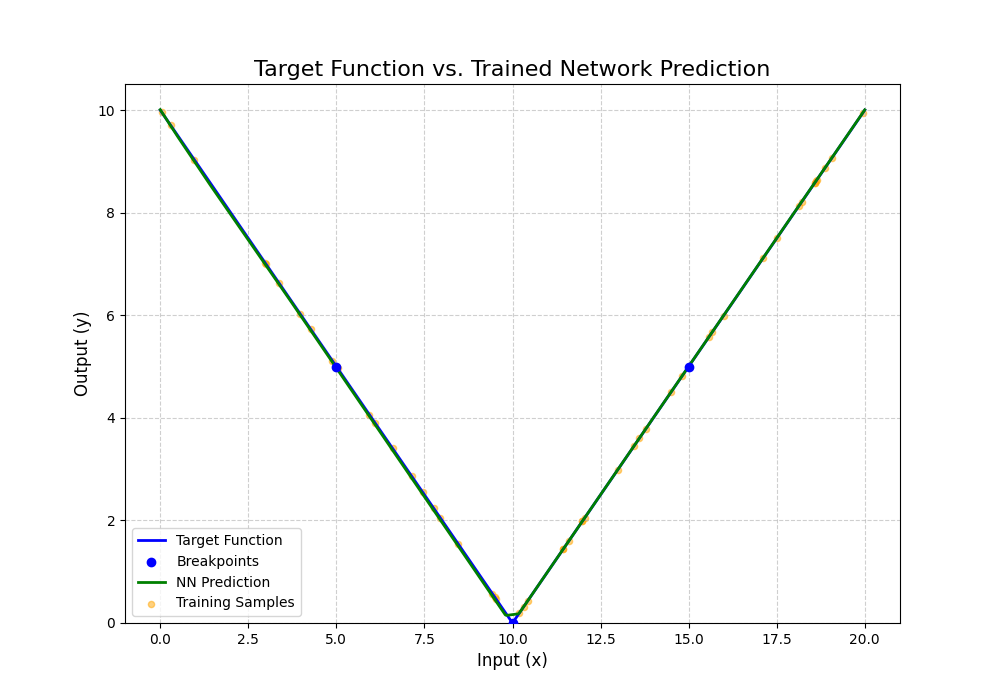 Target Function vs. Trained Network Prediction
Output (y)
10
8
6
4
2
0
Target Function
Breakpoints
NN Prediction
Training Samples
0.0 2.5 5.0 7.5 10.0 12.5 15.0 17.5 20.0
Input (x)